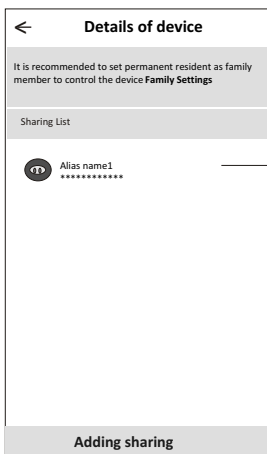 Details of device
It is recommended to set permanent resident as family
member to control the device Family Settings
Sharing List
Alias name1
************
Adding sharing